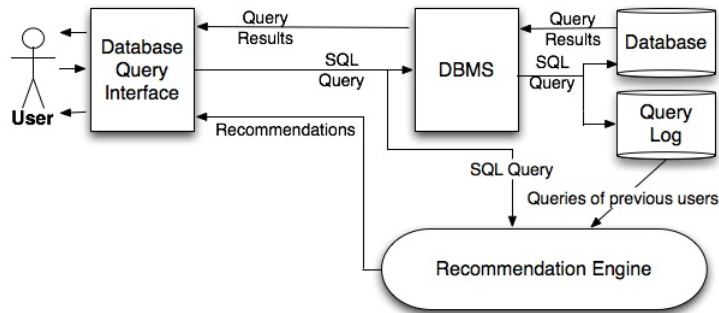 User
Database
Query
Interface
Query
Results
SQL
Query
Recommendations
DBMS
Query
Results
SQL
Query
Database
Query
Log
SQL Query
Queries of previous users
Recommendation Engine